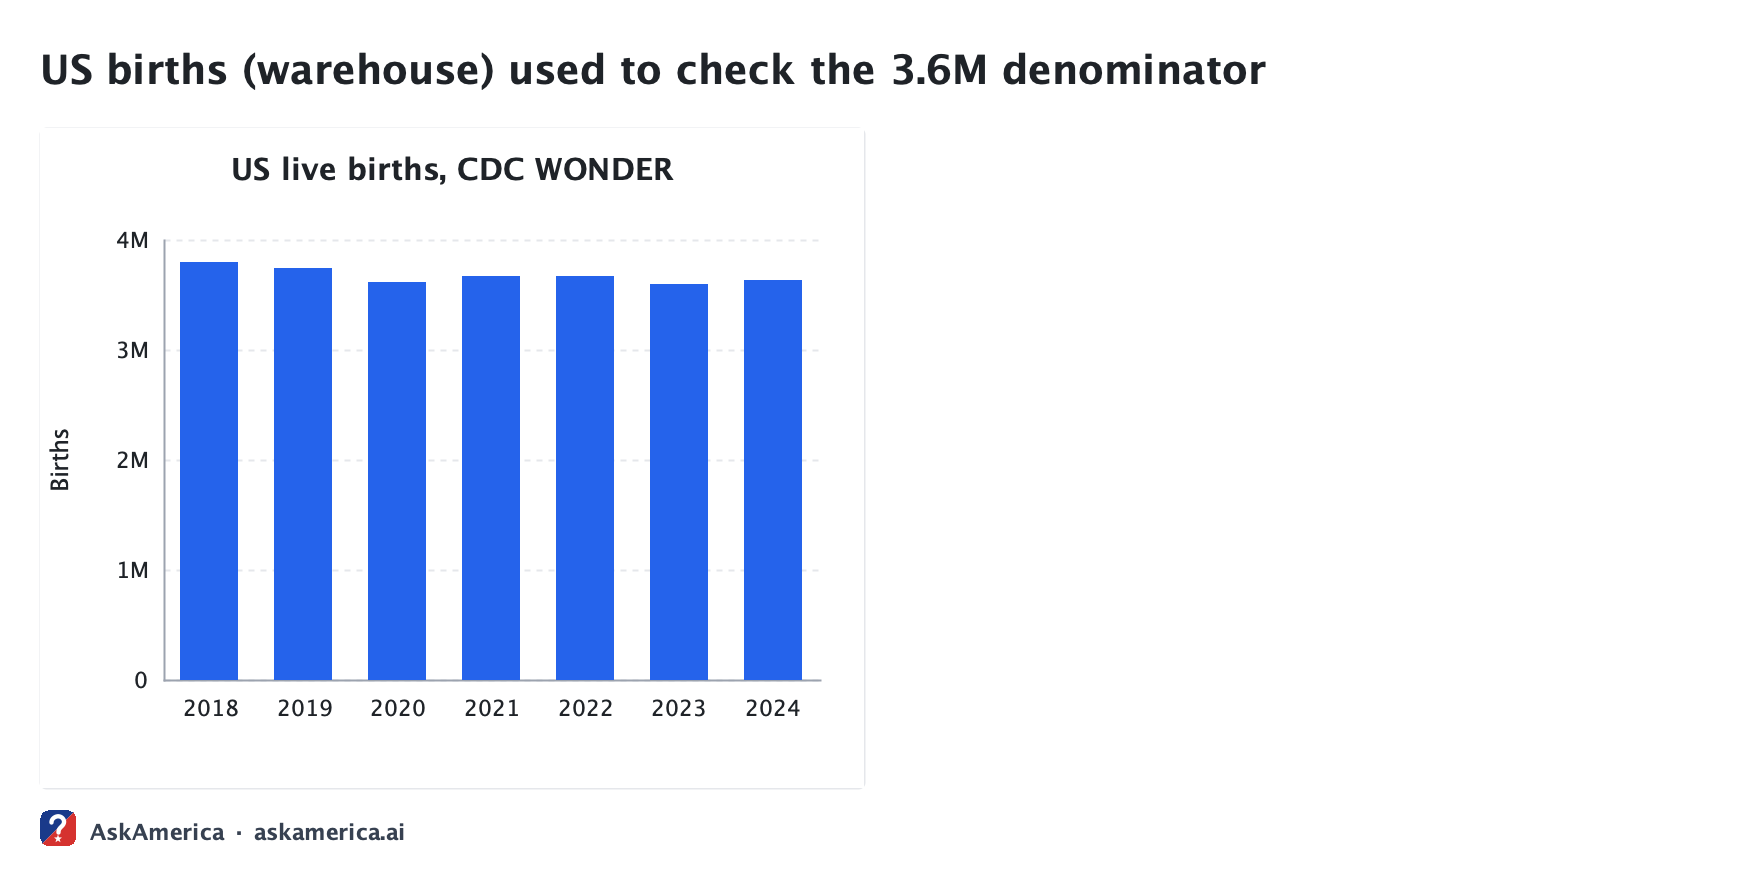 US births (warehouse) used to check the 3.6M denominator
US live births, CDC WONDER
Births
4M
3M
2M
1M
0
2018 2019 2020 2021 2022 2023 2024
AskAmerica · askamerica.ai